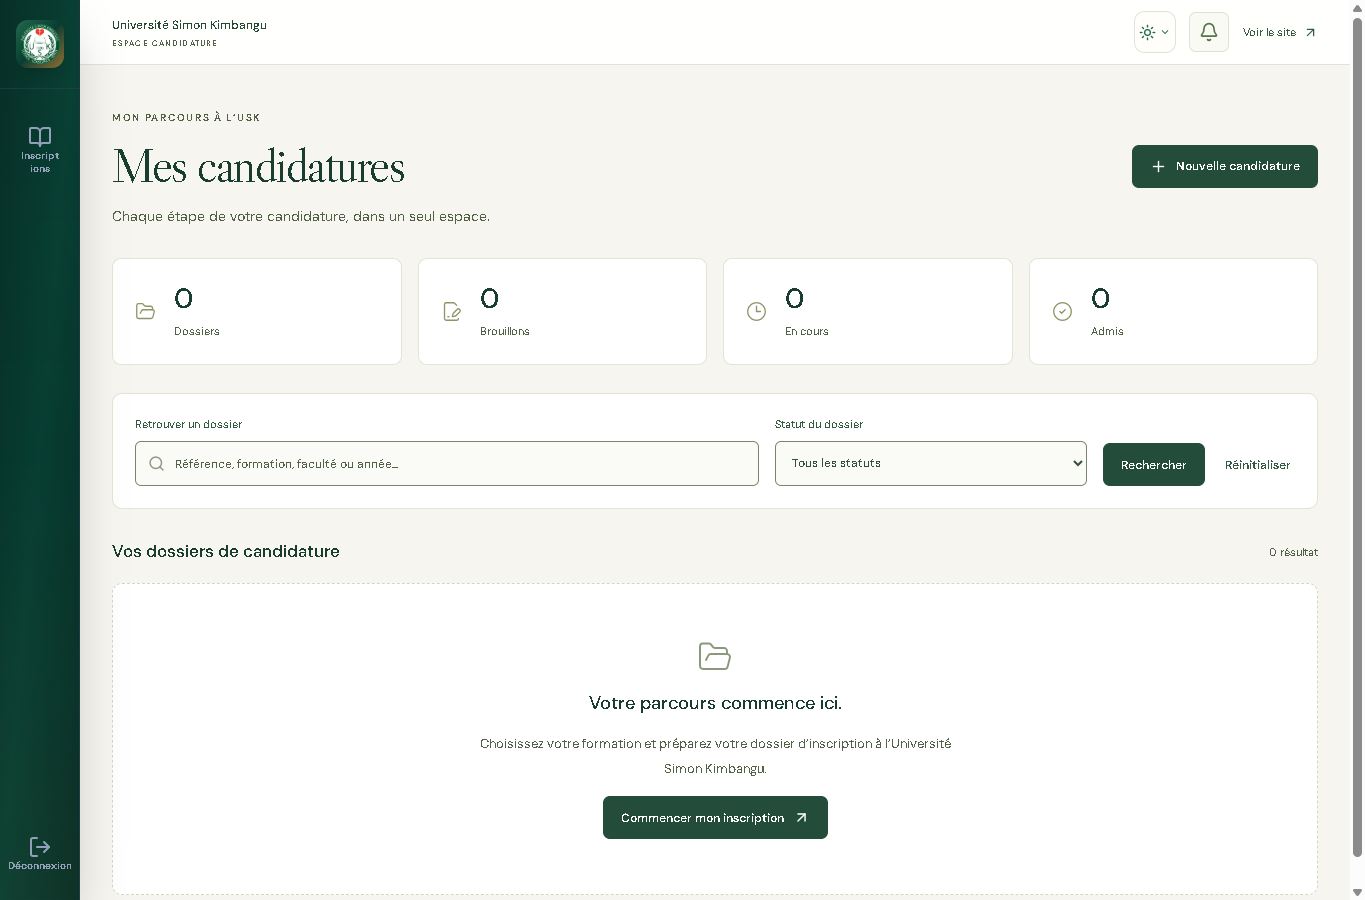 Université Simon Kimbangu
ESPACE CANDIDATURE
Voir le site
Inscript
ions
MON PARCOURS À L'USK
Mes candidatures
Nouvelle candidature
Chaque étape de votre candidature, dans un seul espace.
0
Dossiers
0
Brouillons
0
En cours
0
Admis
Retrouver un dossier
Statut du dossier
Référence, formation, faculté ou année…
Tous les statuts
Rechercher
Réinitialiser
Vos dossiers de candidature
0 résultat
Votre parcours commence ici.
Choisissez votre formation et préparez votre dossier d’inscription à l’Université
Simon Kimbangu.
Commencer mon inscription
Déconnexion